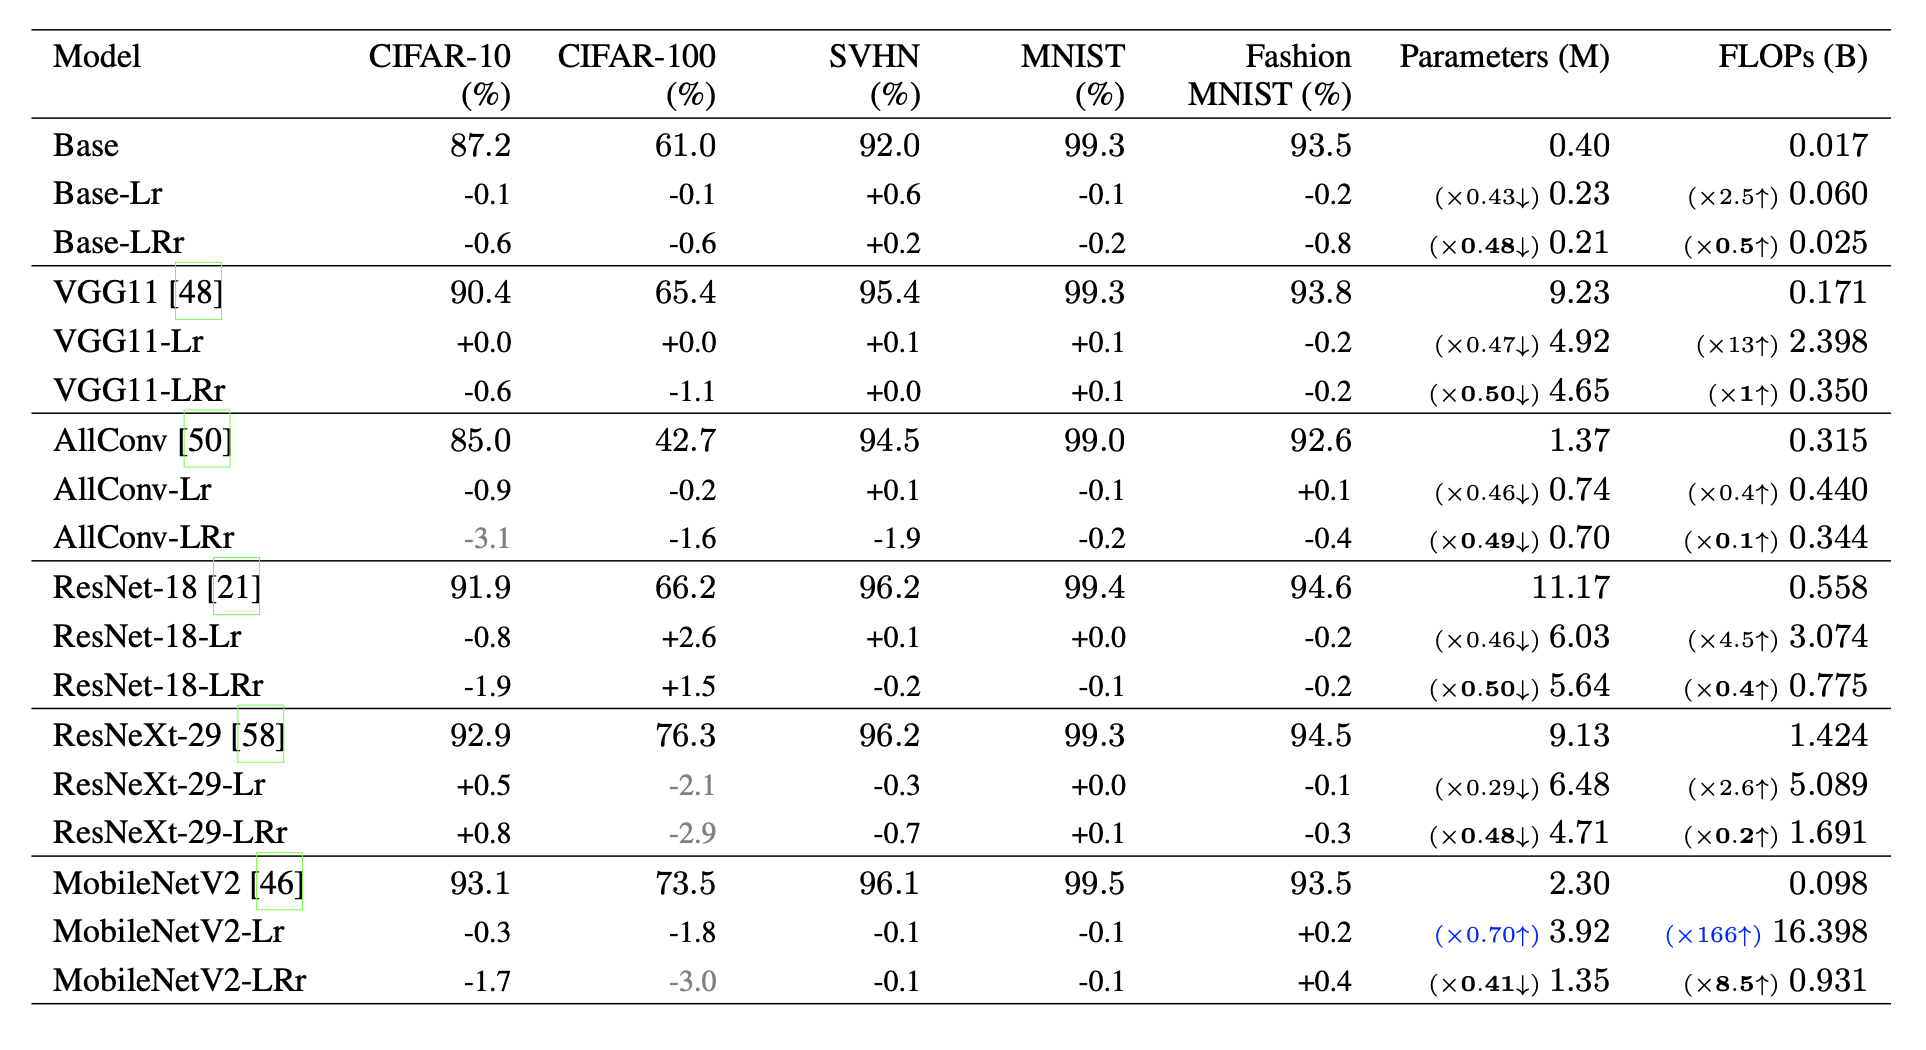 Model CIFAR-10 CIFAR-100 SVHN MNIST Fashion Parameters (M) FLOPs (B)
(%) (%) (%) (%) MNIST (%)
Base 87.2 61.0 92.0 99.3 93.5 0.40 0.017
Base-Lr -0.1 -0.1 +0.6 -0.1 -0.2 (×0.43↓) 0.23 (×2.5↑) 0.060
Base-LRr -0.6 -0.6 +0.2 -0.2 -0.8 (×0.48↓) 0.21 (×0.5↑) 0.025
VGG11 [48] 90.4 65.4 95.4 99.3 93.8 9.23 0.171
VGG11-Lr +0.0 +0.0 +0.1 +0.1 -0.2 (×0.47↓) 4.92 (×13↑) 2.398
VGG11-LRr -0.6 -1.1 +0.0 +0.1 -0.2 (×0.50↓) 4.65 (×1↑) 0.350
AllConv [50] 85.0 42.7 94.5 99.0 92.6 1.37 0.315
AllConv-Lr -0.9 -0.2 +0.1 -0.1 +0.1 (×0.46↓) 0.74 (×0.4↑) 0.440
AllConv-LRr -3.1 -1.6 -1.9 -0.2 -0.4 (×0.49↓) 0.70 (×0.1↑) 0.344
ResNet-18 [21] 91.9 66.2 96.2 99.4 94.6 11.17 0.558
ResNet-18-Lr -0.8 +2.6 +0.1 +0.0 -0.2 (×0.46↓) 6.03 (×4.5↑) 3.074
ResNet-18-LRr -1.9 +1.5 -0.2 -0.1 -0.2 (×0.50↓) 5.64 (×0.4↑) 0.775
ResNeXt-29 [58] 92.9 76.3 96.2 99.3 94.5 9.13 1.424
ResNeXt-29-Lr +0.5 -2.1 -0.3 +0.0 -0.1 (×0.29↓) 6.48 (×2.6↑) 5.089
ResNeXt-29-LRr +0.8 -2.9 -0.7 +0.1 -0.3 (×0.48↓) 4.71 (×0.2↑) 1.691
MobileNetV2 [46] 93.1 73.5 96.1 99.5 93.5 2.30 0.098
MobileNetV2-Lr -0.3 -1.8 -0.1 -0.1 +0.2 (×0.70↑) 3.92 (×166↑) 16.398
MobileNetV2-LRr -1.7 -3.0 -0.1 -0.1 +0.4 (×0.41↓) 1.35 (×8.5↑) 0.931